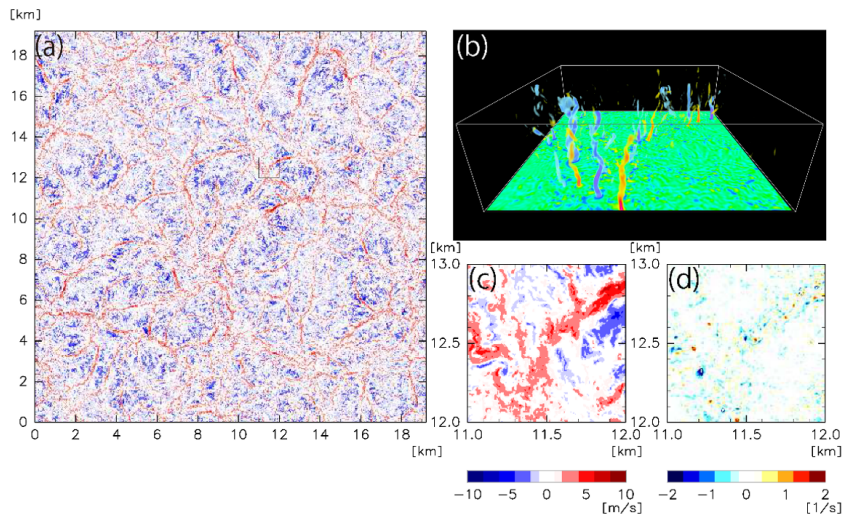 [km]
(a)
18
16
14
12
10
8
6
4
2
0
0 2 4 6 8 10 12 14 16 18
[km]
(b)
[km]
13.0
(c)
12.5
12.0
11.0 11.5 12.0
[km]
[km]
13.0
(d)
12.5
12.0
11.0 11.5 12.0
[km]
−10 −5 0 5 10
[m/s]
−2 −1 0 1 2
[1/s]